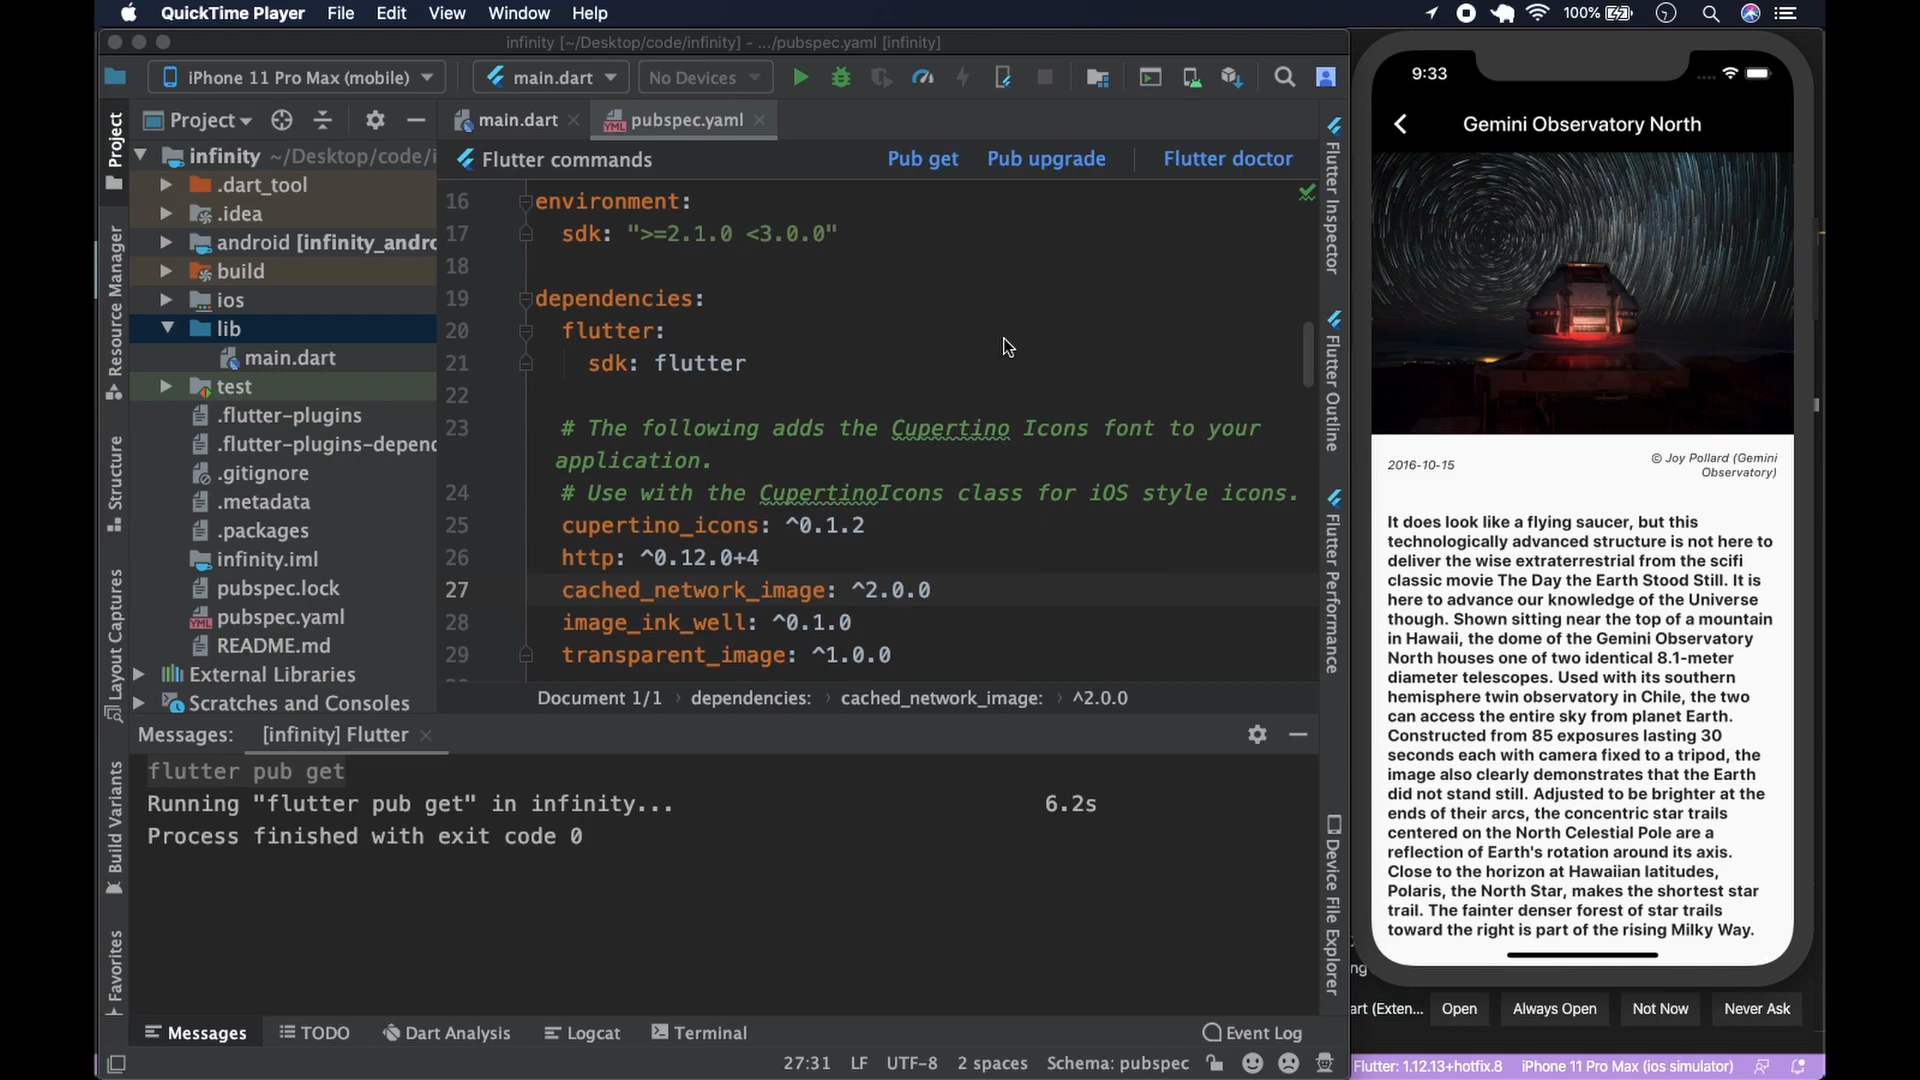 QuickTime Player File Edit View Window Help
100%
infinity [~/Desktop/code/infinity] - .../pubspec.yaml [infinity]
iPhone 11 Pro Max (mobile) main.dart No Devices
Project main.dart pubspec.yaml
Flutter commands Pub get Pub upgrade Flutter doctor
Project
Resource Manager
Structure
Layout Captures
Build Variants
Favorites
infinity ~/Desktop/code/i
.dart_tool
.idea
android [infinity_andro
build
ios
lib
main.dart
test
.flutter-plugins
.flutter-plugins-depend
.gitignore
.metadata
.packages
infinity.iml
pubspec.lock
pubspec.yaml
README.md
External Libraries
Scratches and Consoles
16 environment:
17 sdk: ">=2.1.0 <3.0.0"
18
19 dependencies:
20 flutter:
21 sdk: flutter
22
23 # The following adds the Cupertino Icons font to your
application.
24 # Use with the CupertinoIcons class for iOS style icons.
25 cupertino_icons: ^0.1.2
26 http: ^0.12.0+4
27 cached_network_image: ^2.0.0
28 image_ink_well: ^0.1.0
29 transparent_image: ^1.0.0
Document 1/1 › dependencies: › cached_network_image: › ^2.0.0
Flutter Inspector
Flutter Outline
Flutter Performance
Device File Explorer
Messages: [infinity] Flutter
flutter pub get
Running "flutter pub get" in infinity... 6.2s
Process finished with exit code 0
Messages TODO Dart Analysis Logcat Terminal Event Log
27:31 LF UTF-8 2 spaces Schema: pubspec
9:33
Gemini Observatory North
2016-10-15
© Joy Pollard (Gemini
Observatory)
It does look like a flying saucer, but this
technologically advanced structure is not here to
deliver the wise extraterrestrial from the scifi
classic movie The Day the Earth Stood Still. It is
here to advance our knowledge of the Universe
though. Shown sitting near the top of a mountain
in Hawaii, the dome of the Gemini Observatory
North houses one of two identical 8.1-meter
diameter telescopes. Used with its southern
hemisphere twin observatory in Chile, the two
can access the entire sky from planet Earth.
Constructed from 85 exposures lasting 30
seconds each with camera fixed to a tripod, the
image also clearly demonstrates that the Earth
did not stand still. Adjusted to be brighter at the
ends of their arcs, the concentric star trails
centered on the North Celestial Pole are a
reflection of Earth's rotation around its axis.
Close to the horizon at Hawaiian latitudes,
Polaris, the North Star, makes the shortest star
trail. The fainter denser forest of star trails
toward the right is part of the rising Milky Way.
ng
art (Exten... Open Always Open Not Now Never Ask
Flutter: 1.12.13+hotfix.8 iPhone 11 Pro Max (ios simulator)